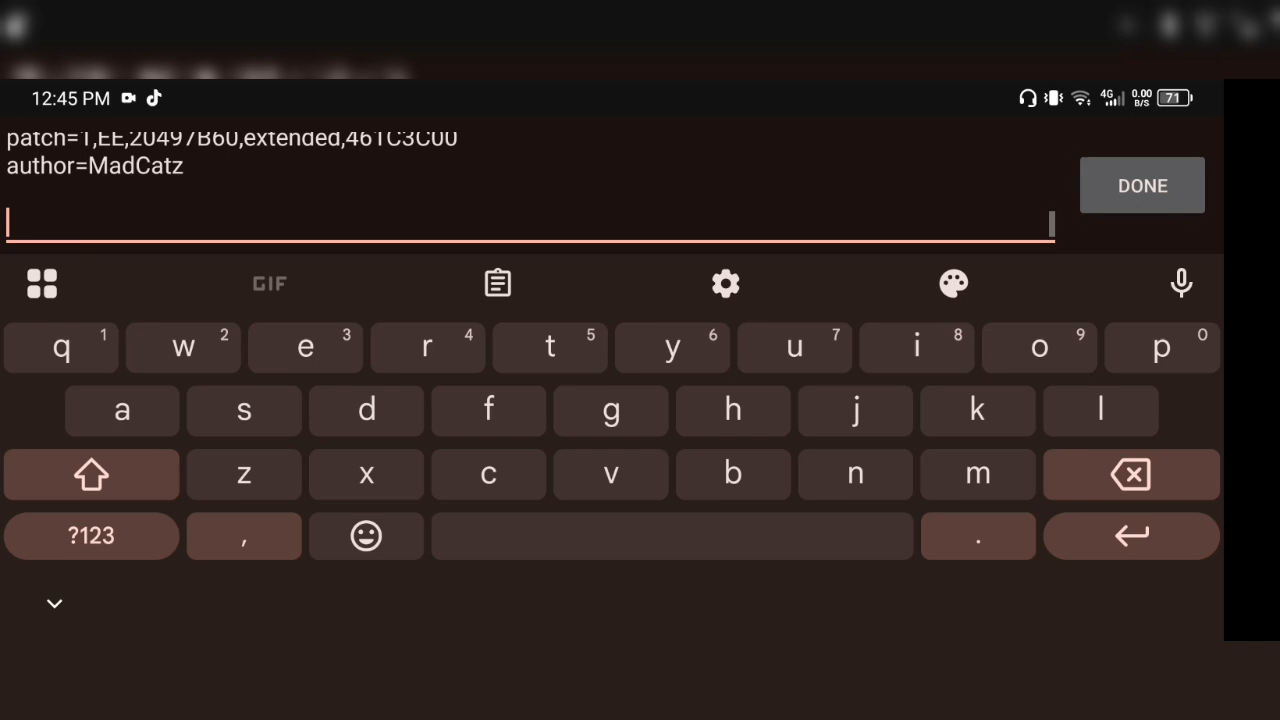 12:45 PM 4G 0.00 B/S 71
patch=1,EE,20497B60,extended,461C3C00
author=MadCatz
DONE
GIF
q 1 w 2 e 3 r 4 t 5 y 6 u 7 i 8 o 9 p 0
a s d f g h j k l
z x c v b n m
?123 , .